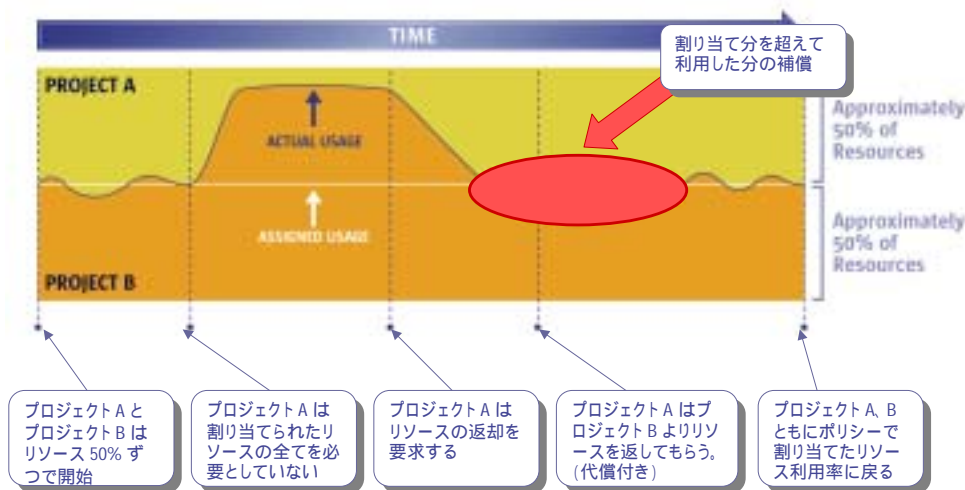 TIME
割り当て分を超えて
利用した分の補償
PROJECT A
ACTUAL USAGE
Approximately
50% of
Resources
ASSIGNED USAGE
Approximately
50% of
Resources
PROJECT B
プロジェクトA と
プロジェクトB は
リソース 50% ず
つで開始
プロジェクトA は
割り当てられたリ
ソースの全てを必
要としていない
プロジェクトA は
リソースの返却を
要求する
プロジェクトA はプ
ロジェクトB よりリソ
ースを返してもらう。
(代償付き)
プロジェクトA、B
ともにポリシーで
割り当てたリソー
ス利用率に戻る